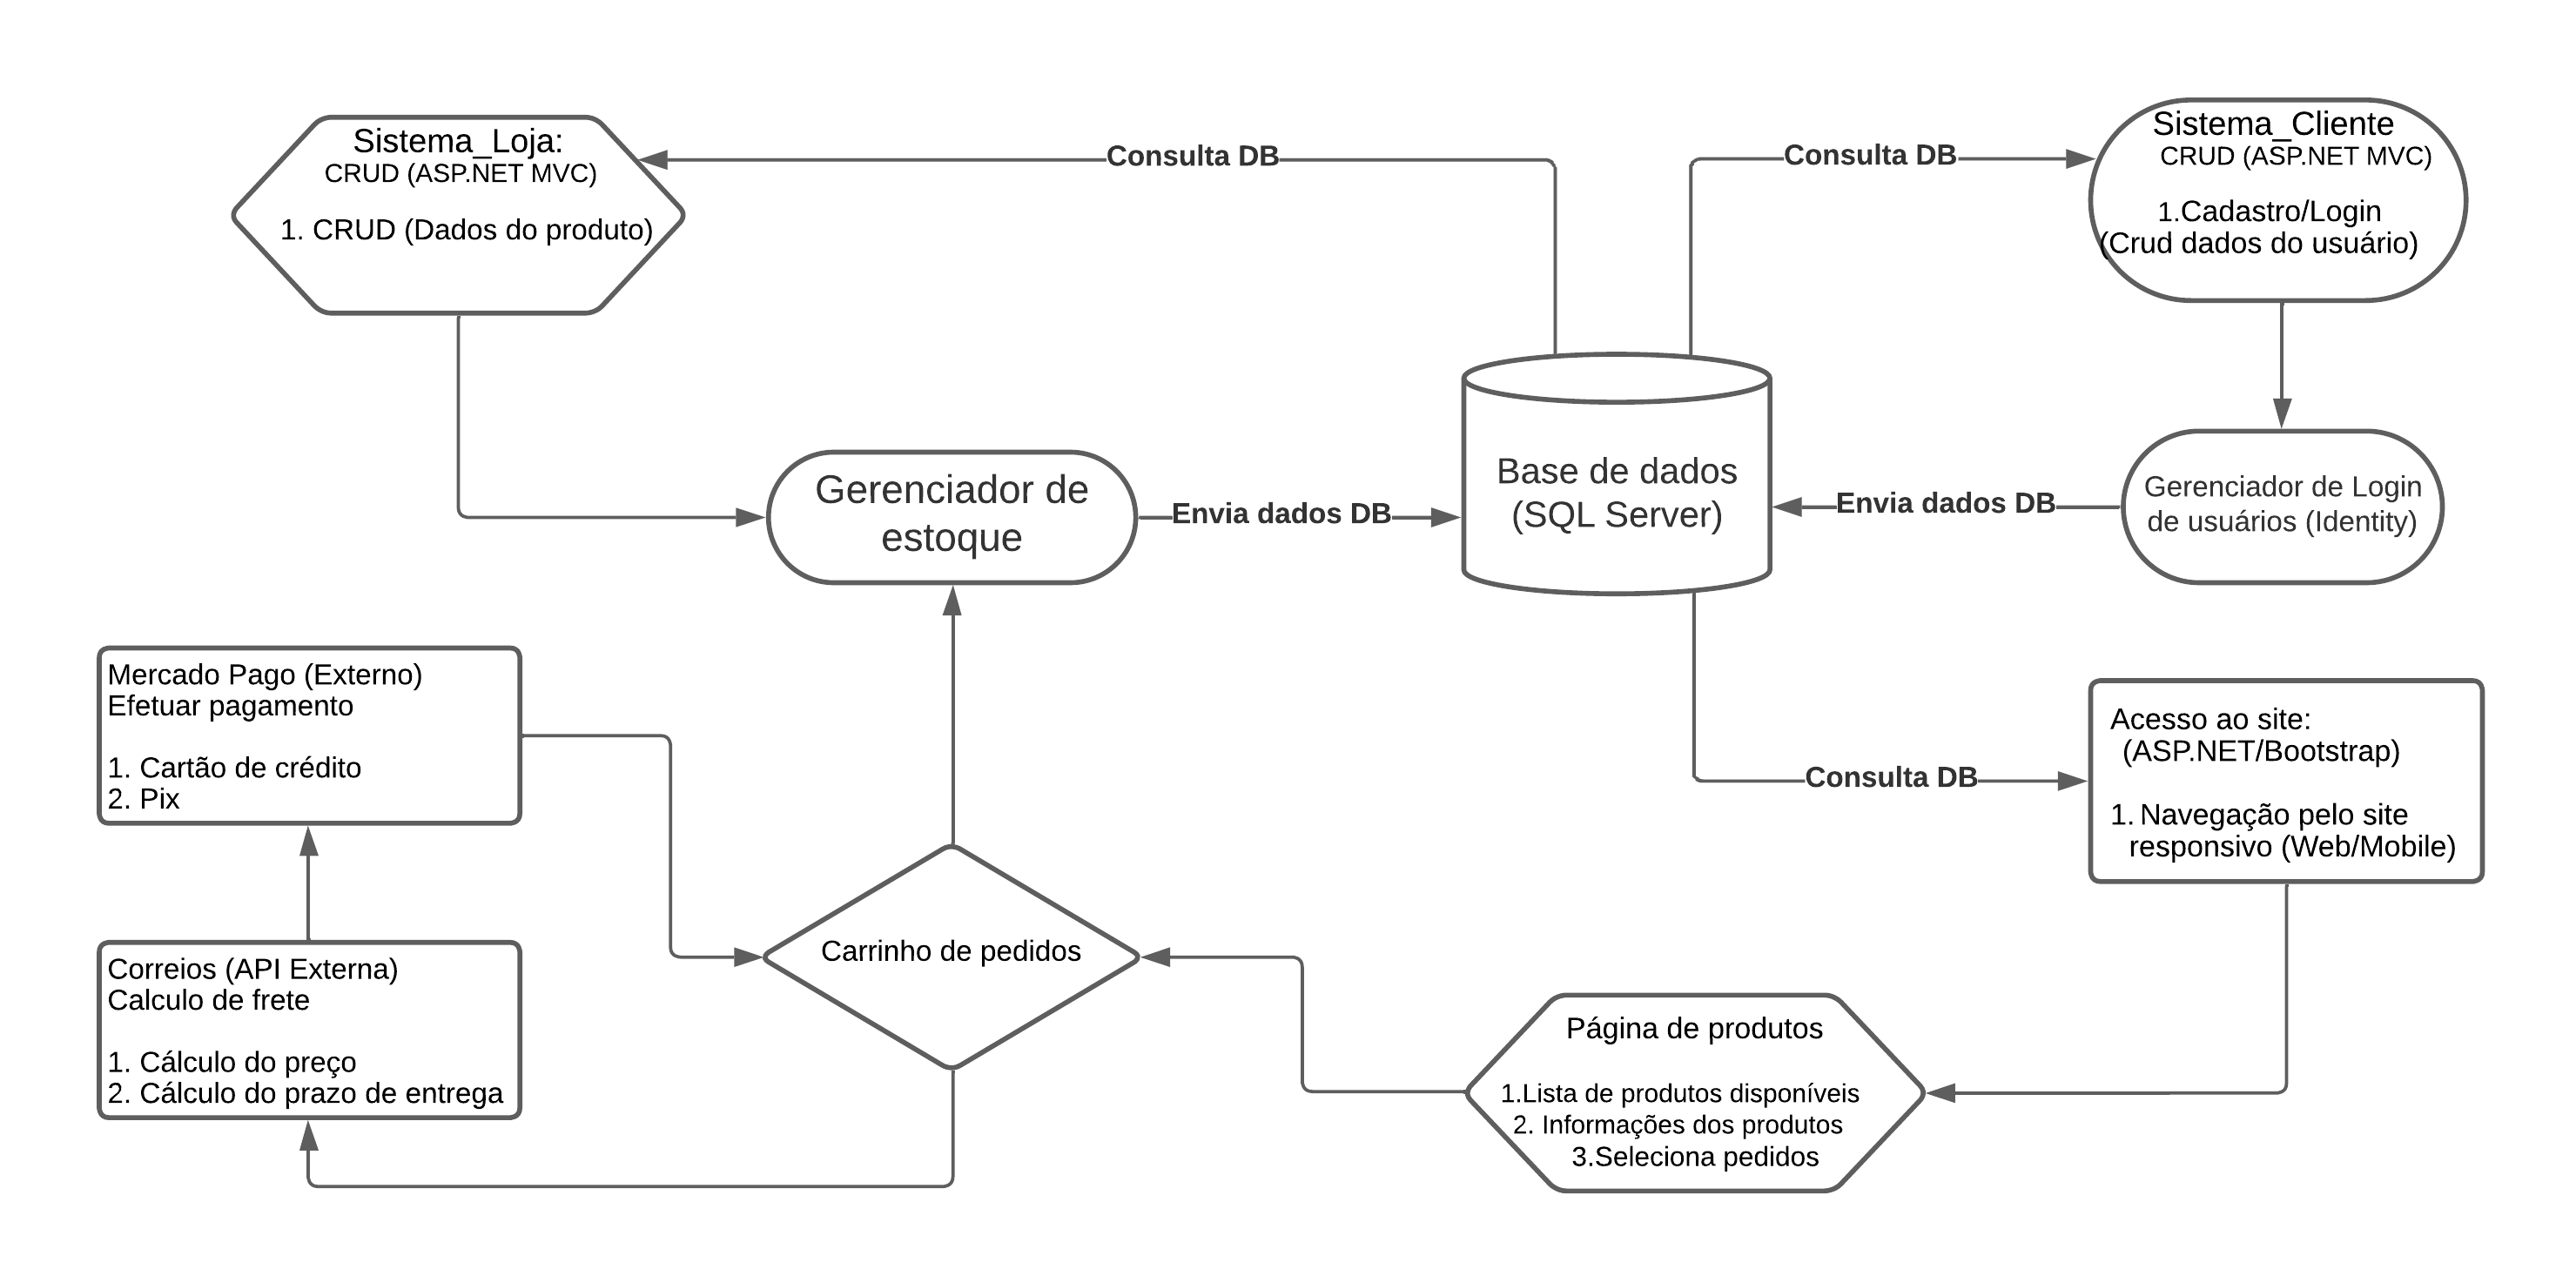 Sistema_Loja:
CRUD (ASP.NET MVC)
1. CRUD (Dados do produto)
Consulta DB
Consulta DB
Sistema_Cliente
CRUD (ASP.NET MVC)
1.Cadastro/Login
(Crud dados do usuário)
Gerenciador de
estoque
Envia dados DB
Base de dados
(SQL Server)
Envia dados DB
Gerenciador de Login
de usuários (Identity)
Mercado Pago (Externo)
Efetuar pagamento
1. Cartão de crédito
2. Pix
Consulta DB
Acesso ao site:
(ASP.NET/Bootstrap)
1. Navegação pelo site
responsivo (Web/Mobile)
Correios (API Externa)
Calculo de frete
1. Cálculo do preço
2. Cálculo do prazo de entrega
Carrinho de pedidos
Página de produtos
1.Lista de produtos disponíveis
2. Informações dos produtos
3.Seleciona pedidos